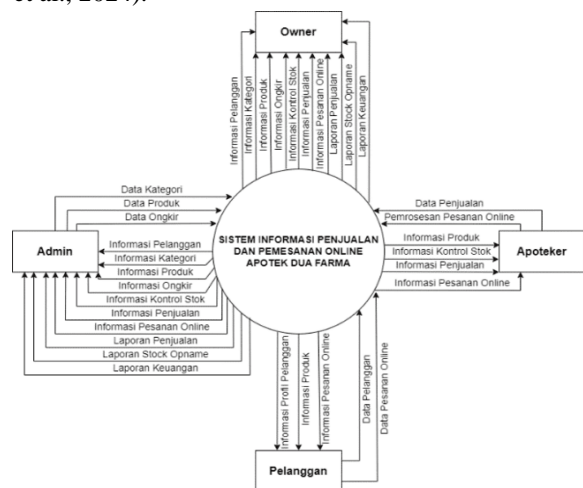 et al., 2024).
Owner
Informasi Pelanggan
Informasi Kategori
Informasi Produk
Informasi Ongkir
Informasi Kontrol Stok
Informasi Penjualan
Informasi Pesanan Online
Laporan Penjualan
Laporan Stock Opname
Laporan Keuangan
Data Kategori
Data Produk
Data Ongkir
Admin
Informasi Pelanggan
Informasi Kategori
Informasi Produk
Informasi Ongkir
Informasi Kontrol Stok
Informasi Penjualan
Informasi Pesanan Online
Laporan Penjualan
Laporan Stock Opname
Laporan Keuangan
SISTEM INFORMASI PENJUALAN
DAN PEMESANAN ONLINE
APOTEK DUA FARMA
Data Penjualan
Pemrosesan Pesanan Online
Informasi Produk
Informasi Kontrol Stok
Informasi Penjualan
Informasi Pesanan Online
Apoteker
Informasi Profil Pelanggan
Informasi Produk
Informasi Pesanan Online
Data Pelanggan
Data Pesanan Online
Pelanggan